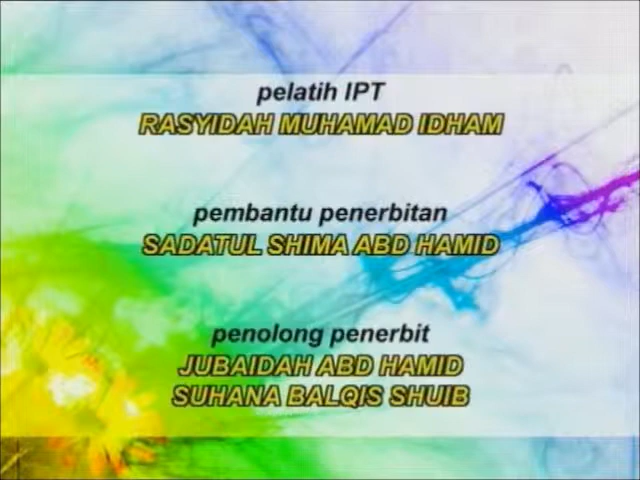 pelatih IPT
RASYIDAH MUHAMAD IDHAM
pembantu penerbitan
SADATUL SHIMA ABD HAMID
penolong penerbit
JUBAIDAH ABD HAMID
SUHANA BALQIS SHUIB